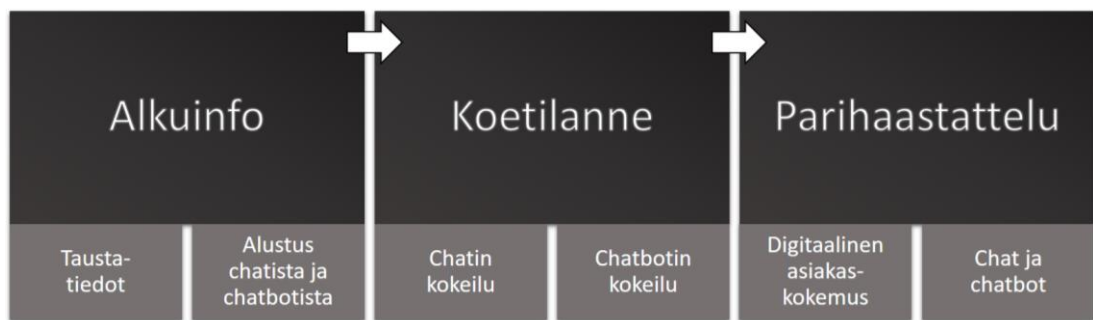 Alkuinfo
Koetilanne
Parihaastattelu
Tausta-
tiedot
Alustus
chatista ja
chatbotista
Chatin
kokeilu
Chatbotin
kokeilu
Digitaalinen
asiakas-
kokemus
Chat ja
chatbot